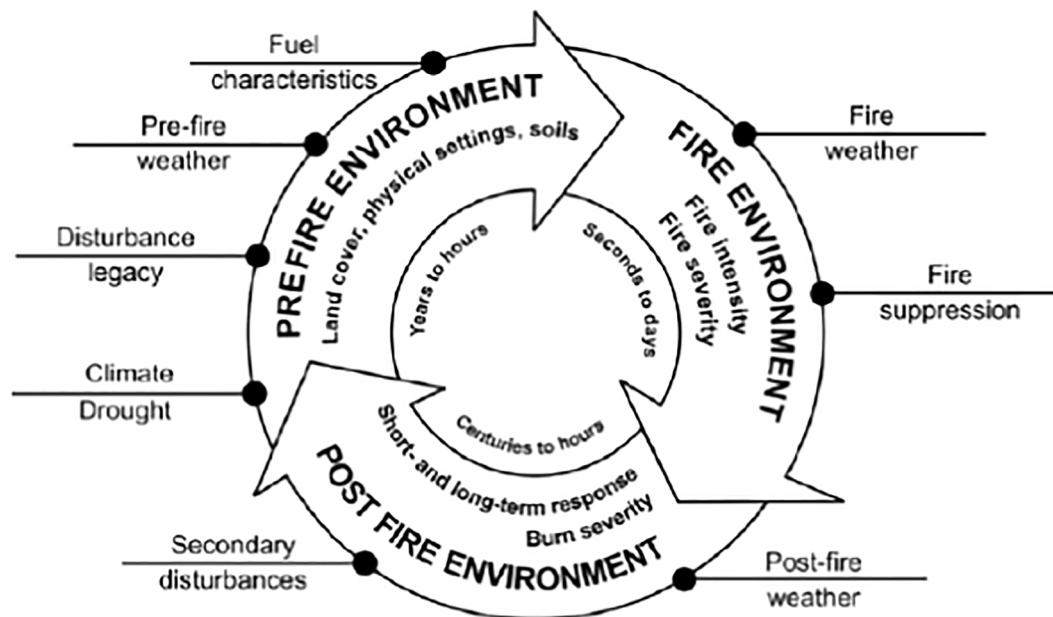 Fuel
characteristics
Pre-fire
weather
Disturbance
legacy
Climate
Drought
Secondary
disturbances
PREFIRE ENVIRONMENT
Land cover, physical settings, soils
Years to hours
FIRE ENVIRONMENT
Fire intensity
Fire severity
Seconds to days
Fire
weather
Fire
suppression
Centuries to hours
Short- and long-term response
Burn severity
POST FIRE ENVIRONMENT
Post-fire
weather